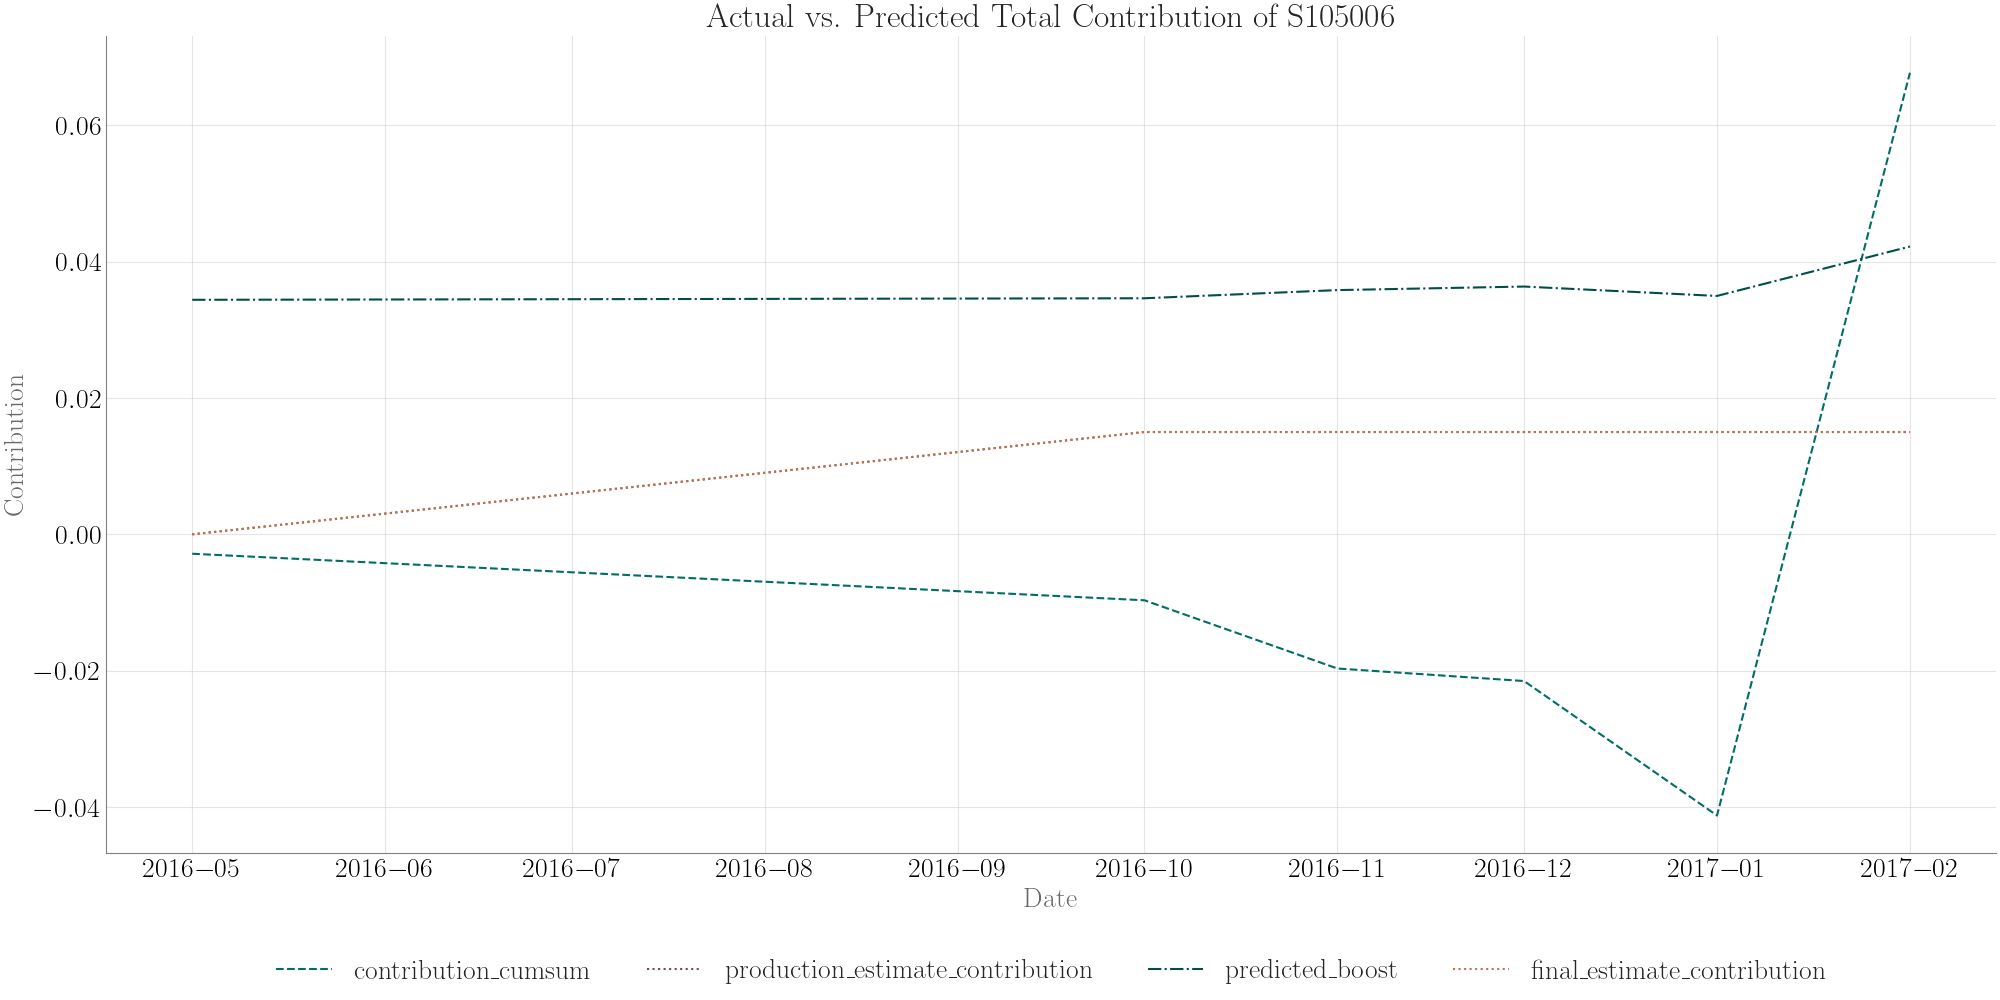 Actual vs. Predicted Total Contribution of S105006
Contribution
0.06
0.04
0.02
0.00
−0.02
−0.04
2016−05 2016−06 2016−07 2016−08 2016−09 2016−10 2016−11 2016−12 2017−01 2017−02
Date
contribution_cumsum production_estimate_contribution predicted_boost final_estimate_contribution